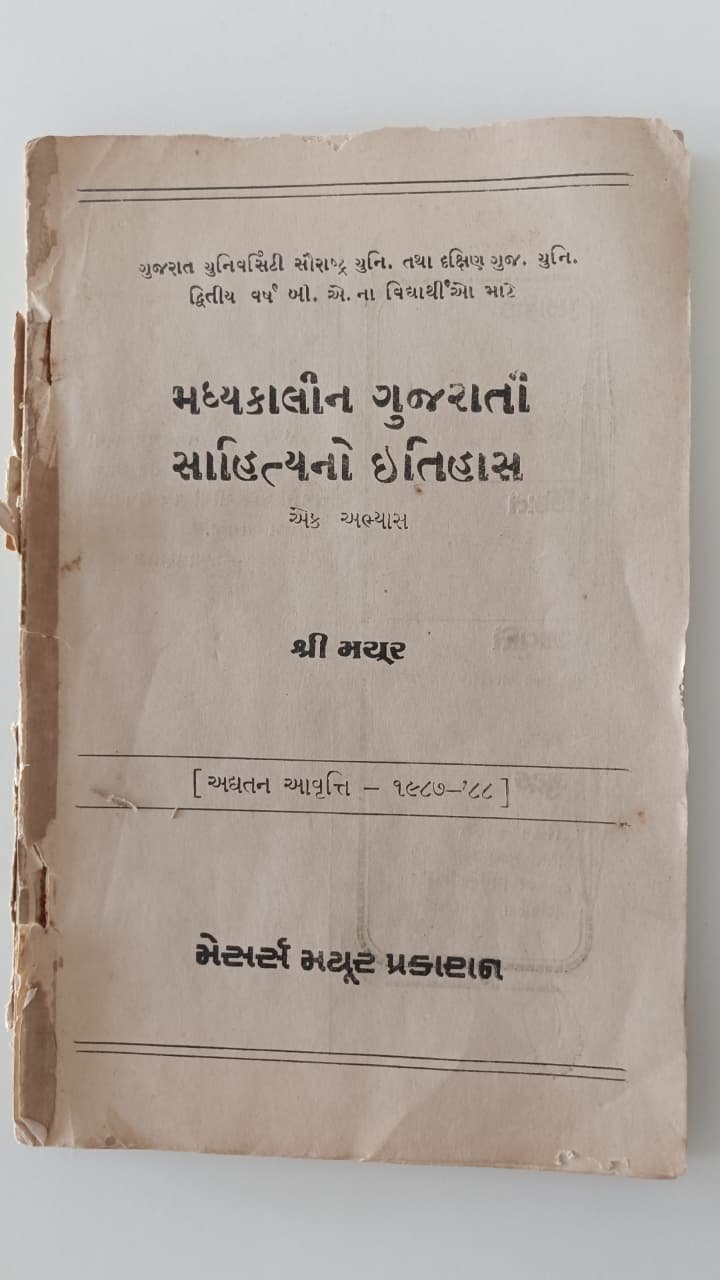 ગુજરાત યુનિવર્સિટી સૌરાષ્ટ્ર યુનિ. તથા દક્ષિણ ગુજ. યુનિ.
દ્વિતીય વર્ષ બી. એ. ના વિદ્યાર્થીઓ માટે
મધ્યકાલીન ગુજરાતી
સાહિત્યનો ઇતિહાસ
એક અભ્યાસ
શ્રી મયૂર
[ અદ્યતન આવૃત્તિ – ૧૯૮૭–'૮૮ ]
મેસર્સ મયૂર પ્રકાશન